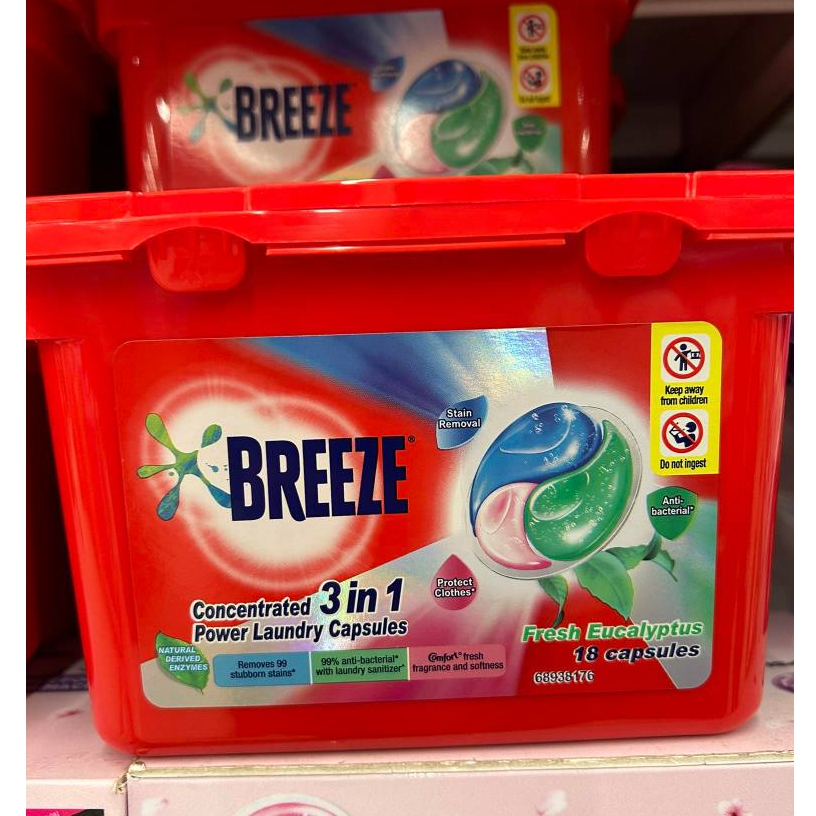 BREEZE
BREEZE®
Stain
Removal
Keep away
from children
Do not ingest
Anti-
bacterial*
Protect
Clothes*
Concentrated 3 in 1
Power Laundry Capsules
Fresh Eucalyptus
18 capsules
NATURAL
DERIVED
ENZYMES
Removes 99
stubborn stains*
99% anti-bacterial*
with laundry sanitizer*
Comfort® fresh
fragrance and softness
68938176